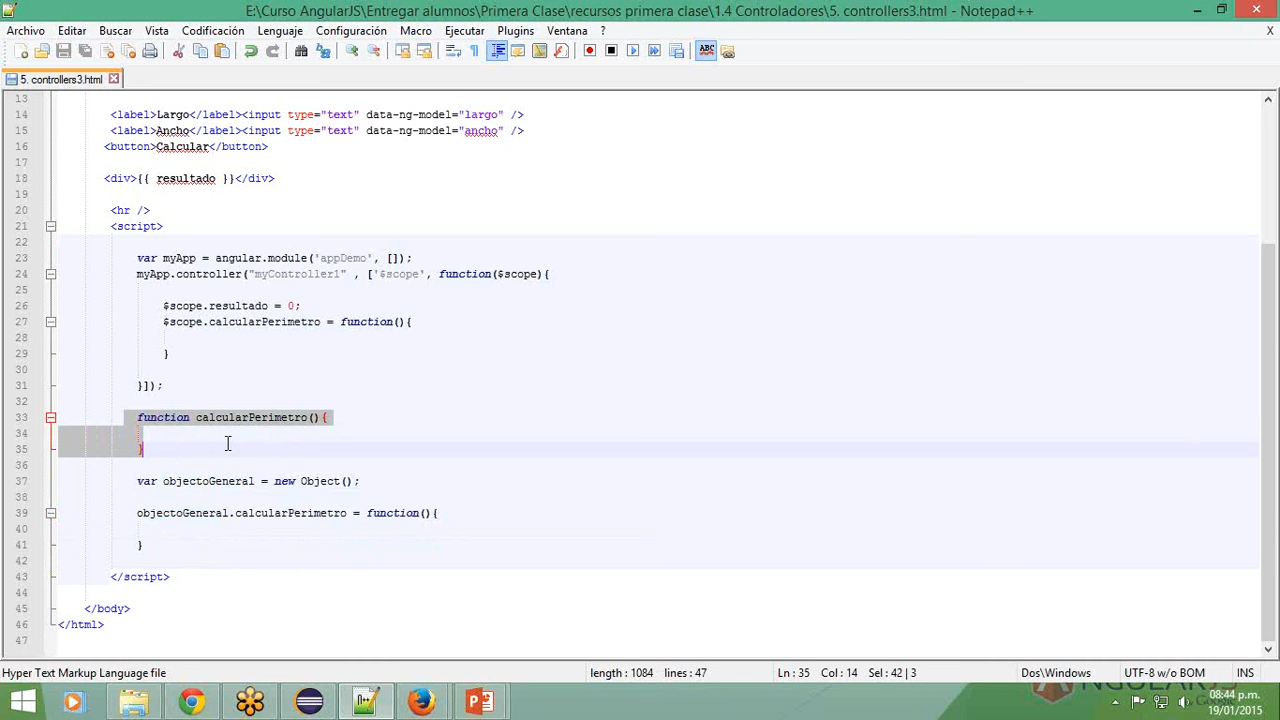 E:\Curso AngularJS\Entregar alumnos\Primera Clase\recursos primera clase\1.4 Controladores\5. controllers3.html - Notepad++
Archivo Editar Buscar Vista Codificación Lenguaje Configuración Macro Ejecutar Plugins Ventana ? X
ABC
5. controllers3.html
13
14 <label>Largo</label><input type="text" data-ng-model="largo" />
15 <label>Ancho</label><input type="text" data-ng-model="ancho" />
16 <button>Calcular</button>
17
18 <div>{{ resultado }}</div>
19
20 <hr />
21 <script>
22
23 var myApp = angular.module('appDemo', []);
24 myApp.controller("myController1" , ['$scope', function($scope){
25
26 $scope.resultado = 0;
27 $scope.calcularPerimetro = function(){
28
29 }
30
31 }]);
32
33 function calcularPerimetro(){
34
35 }
36
37 var objectoGeneral = new Object();
38
39 objectoGeneral.calcularPerimetro = function(){
40
41 }
42
43 </script>
44
45 </body>
46 </html>
47
Hyper Text Markup Language file length : 1084 lines : 47 Ln : 35 Col : 14 Sel : 42 | 3 Dos\Windows UTF-8 w/o BOM INS
08:44 p.m.
19/01/2015